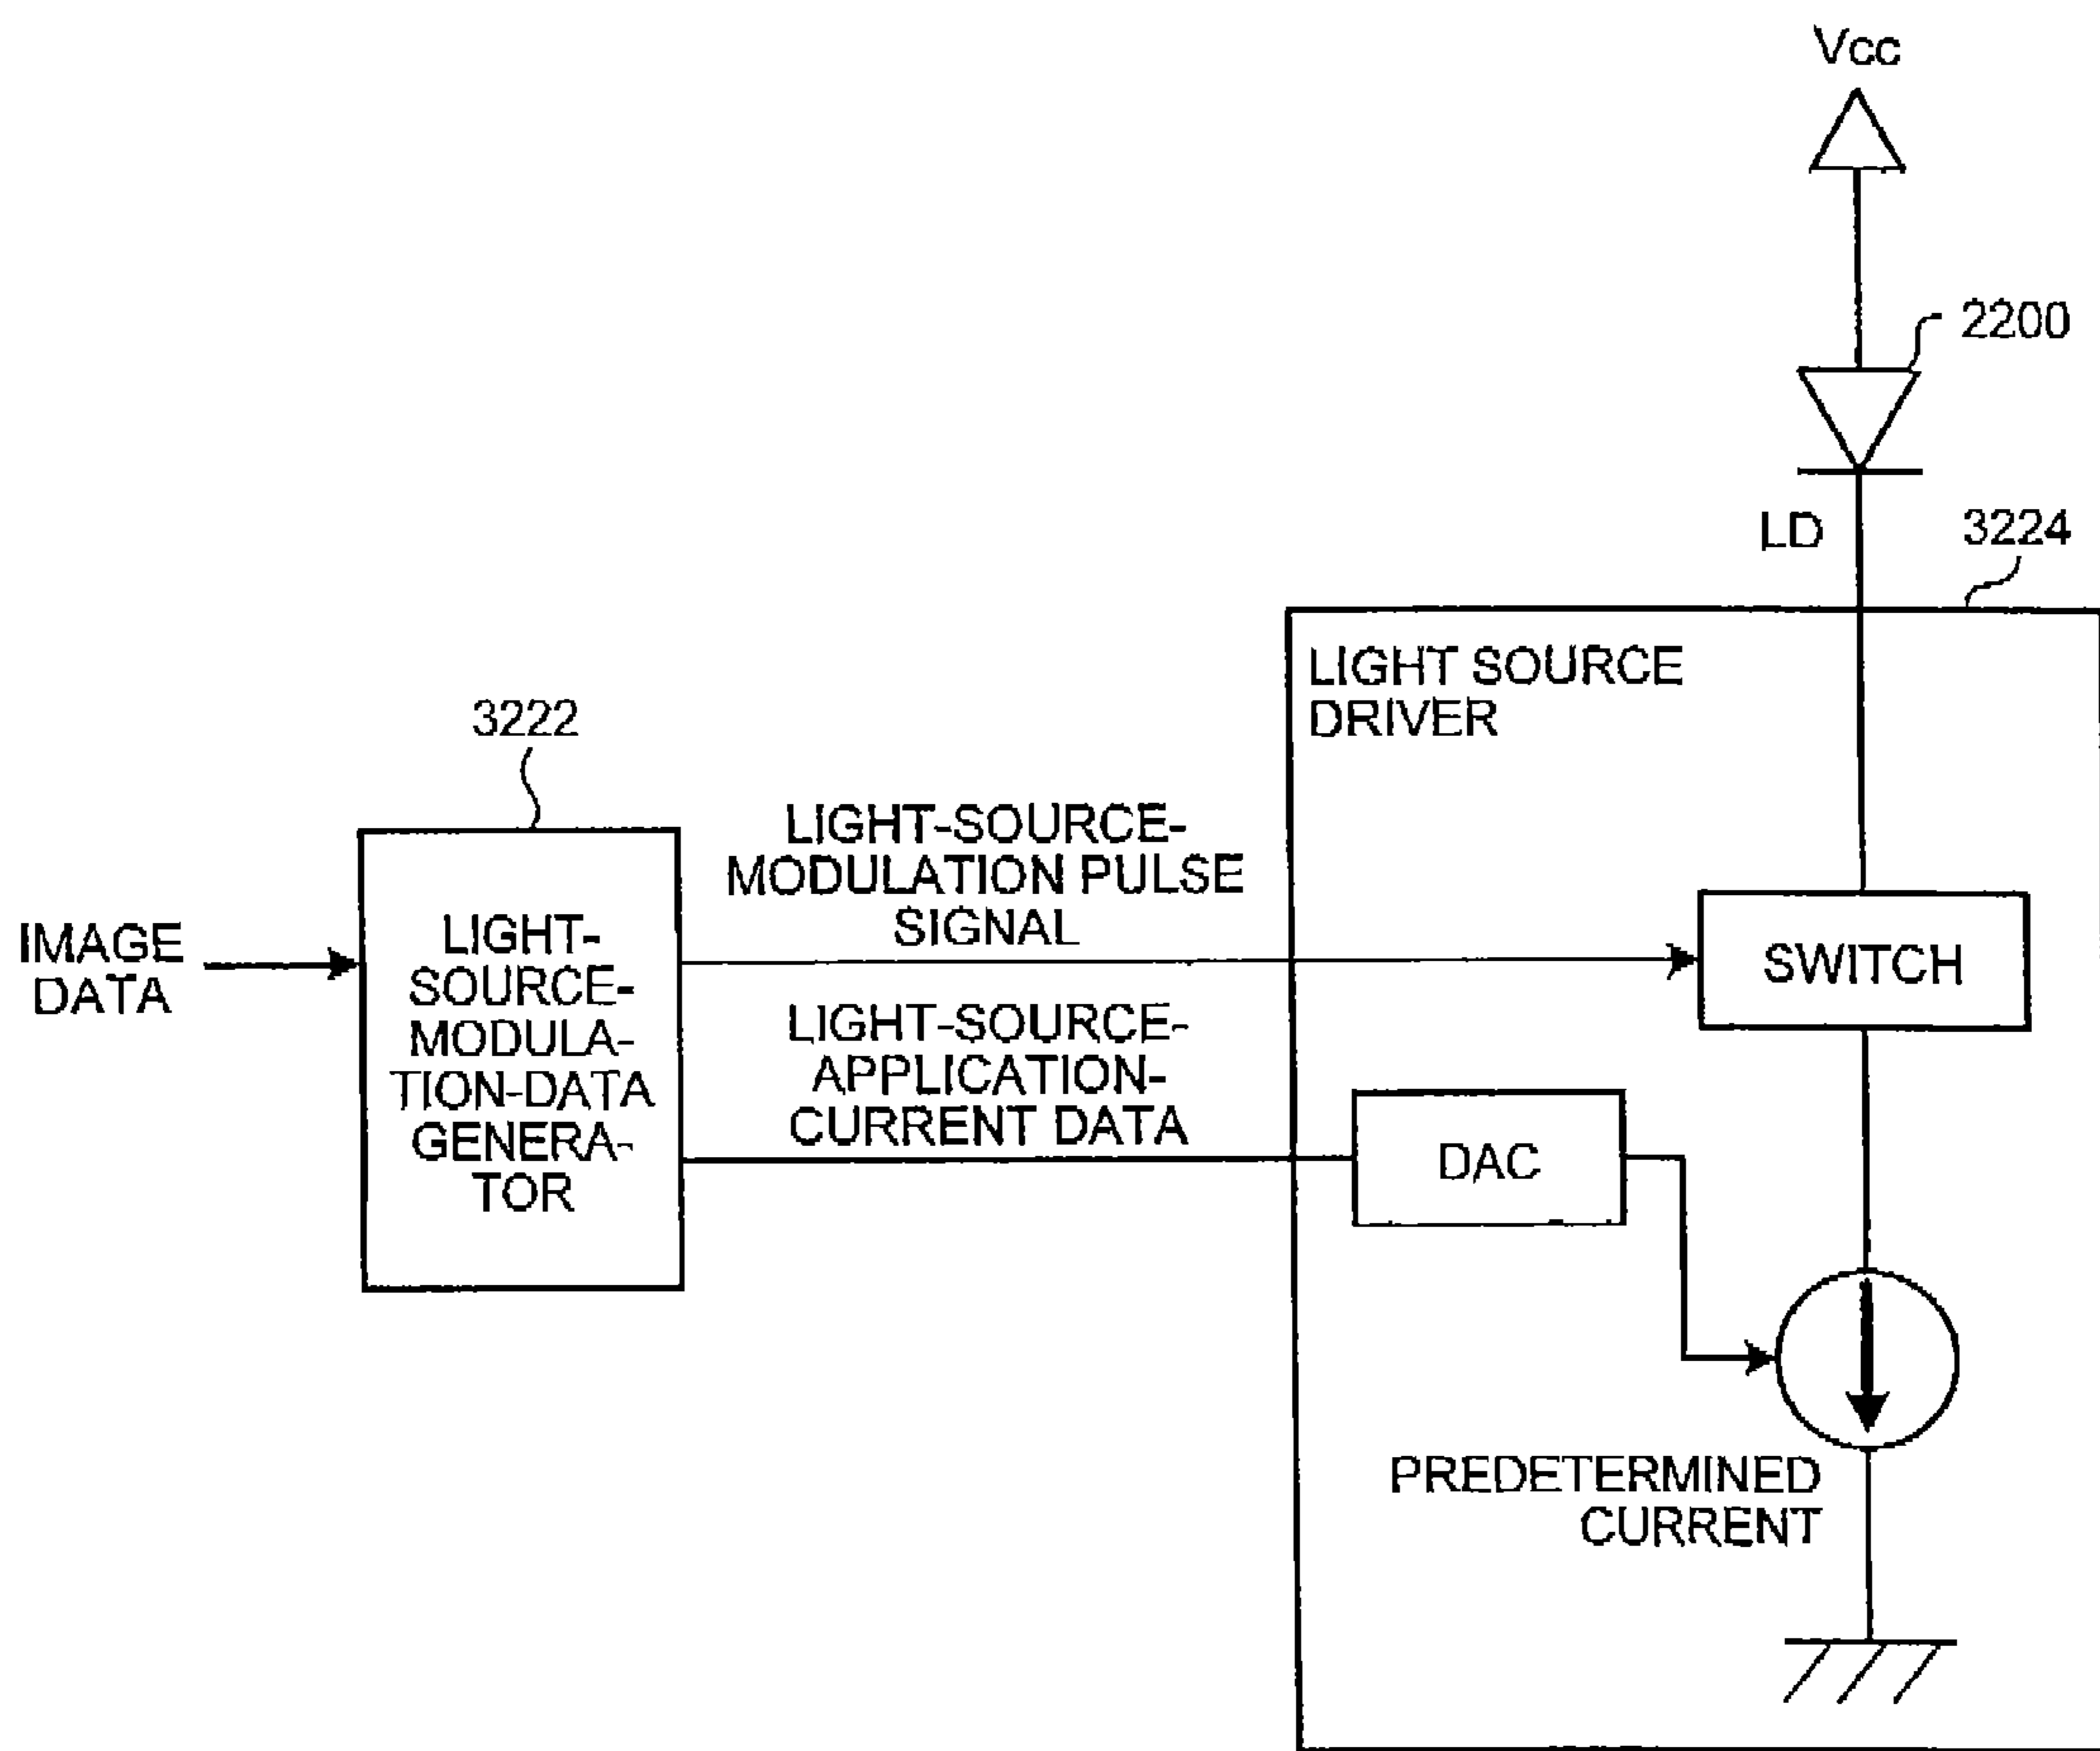 Vcc
2200
LD
3224
LIGHT SOURCE
DRIVER
3222
LIGHT-SOURCE-
MODULATION PULSE
SIGNAL
IMAGE
DATA
LIGHT-
SOURCE-
MODULA-
TION-DATA
GENERA-
TOR
SWITCH
LIGHT-SOURCE-
APPLICATION-
CURRENT DATA
DAC
PREDETERMINED
CURRENT